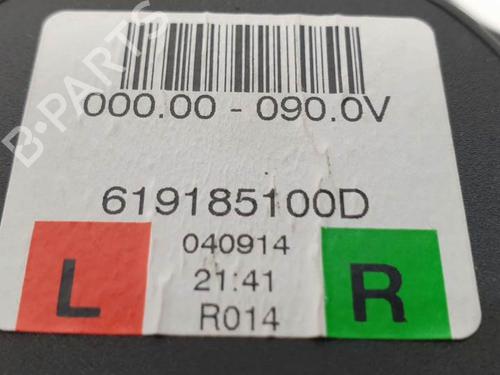 000.00 - 090.0V
619185100D
L 040914 R
21:41
R014
B-PARTS